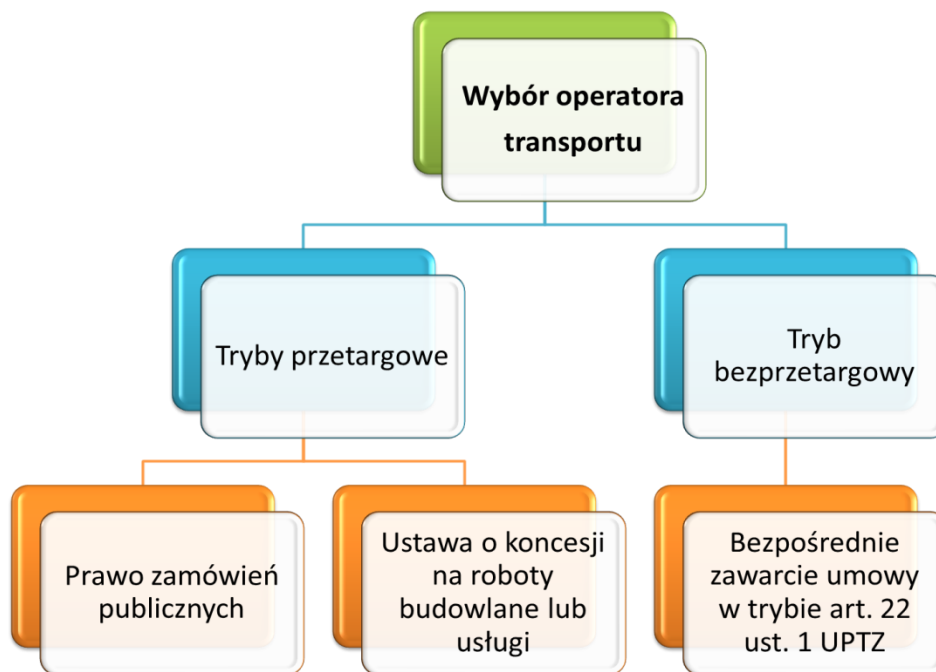 Wybór operatora
transportu
Tryby przetargowe
Tryb
bezprzetargowy
Prawo zamówień
publicznych
Ustawa o koncesji
na roboty
budowlane lub
usługi
Bezpośrednie
zawarcie umowy
w trybie art. 22
ust. 1 UPTZ